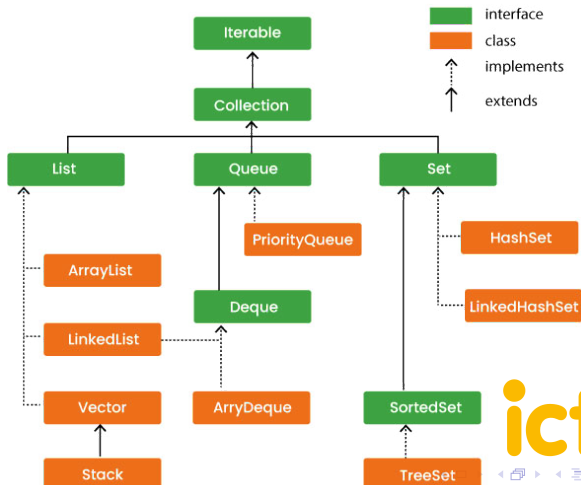 Iterable
interface
class
implements
extends
Collection
List
Queue
Set
PriorityQueue
HashSet
ArrayList
Deque
LinkedHashSet
LinkedList
Vector
ArryDeque
SortedSet
Stack
TreeSet
ict